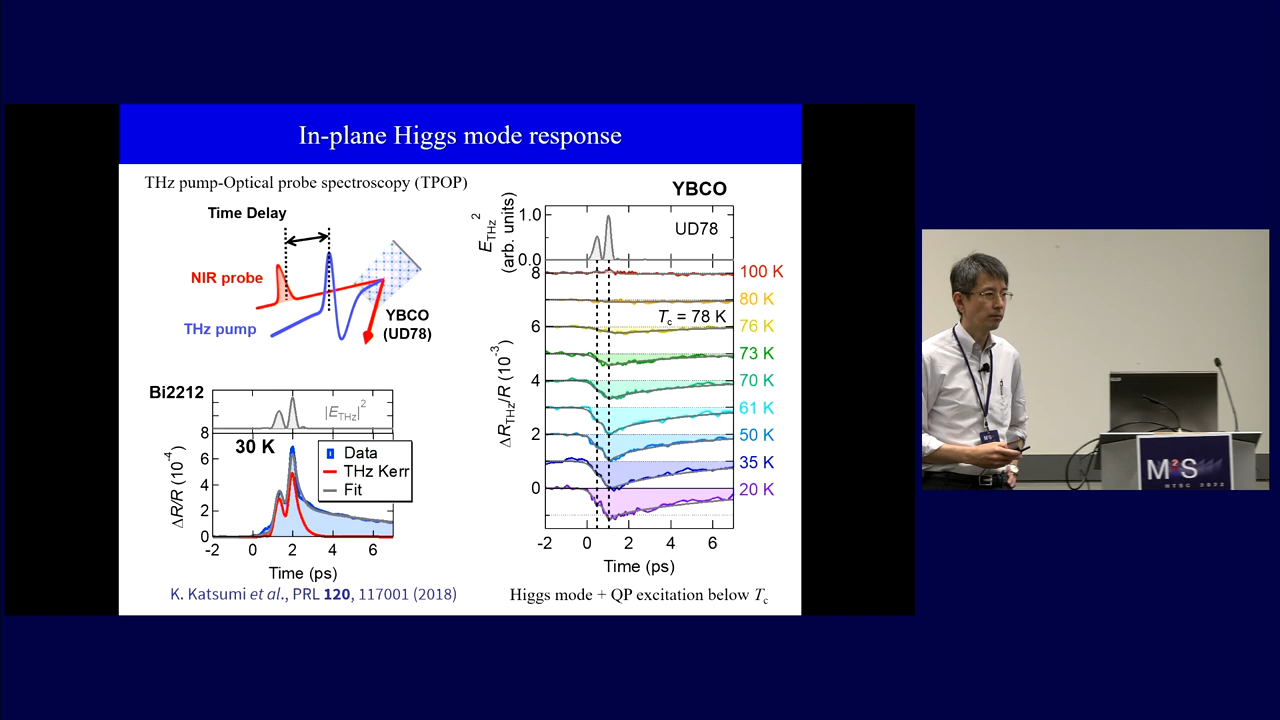 In-plane Higgs mode response
THz pump-Optical probe spectroscopy (TPOP)
Time Delay
NIR probe
THz pump
YBCO
(UD78)
Bi2212
|E_THz|²
30 K
Data
THz Kerr
Fit
ΔR/R (10⁻⁴)
8
6
4
2
0
-2 0 2 4 6
Time (ps)
K. Katsumi et al., PRL 120, 117001 (2018)
YBCO
E_THz² (arb. units)
1.0
0.0
UD78
T_c = 78 K
ΔR_THz/R (10⁻³)
8
6
4
2
0
100 K
80 K
76 K
73 K
70 K
61 K
50 K
35 K
20 K
-2 0 2 4 6
Time (ps)
Higgs mode + QP excitation below T_c
M²S
HTSC 2022
M²S